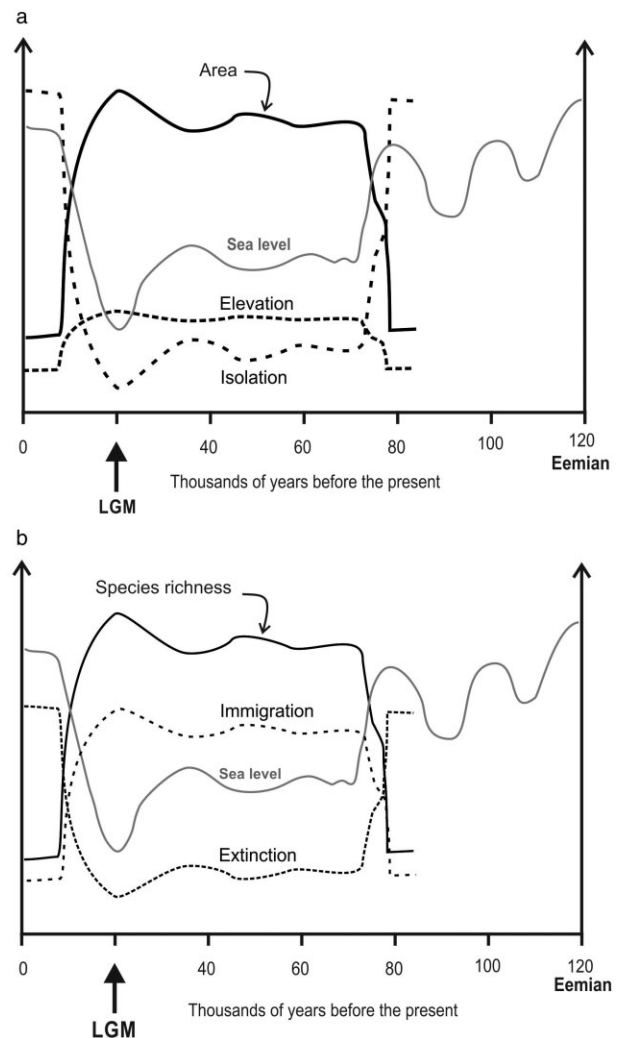 a
Area
Sea level
Elevation
Isolation
0 40 60 80 100 120
Eemian
Thousands of years before the present
LGM
b
Species richness
Immigration
Sea level
Extinction
0 40 60 80 100 120
Eemian
Thousands of years before the present
LGM